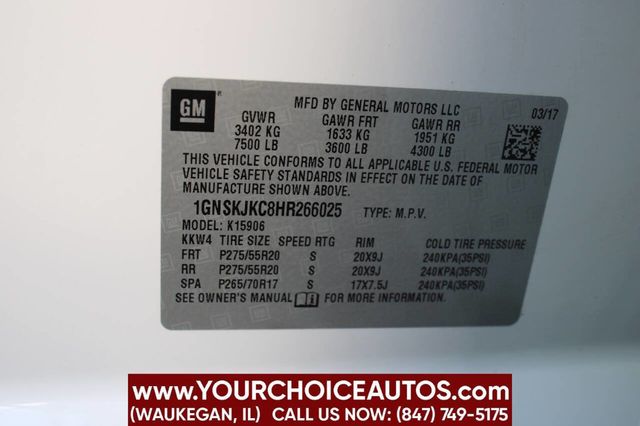 GM
MFD BY GENERAL MOTORS LLC
03/17
GVWR GAWR FRT GAWR RR
3402 KG 1633 KG 1951 KG
7500 LB 3600 LB 4300 LB
THIS VEHICLE CONFORMS TO ALL APPLICABLE U.S. FEDERAL MOTOR
VEHICLE SAFETY STANDARDS IN EFFECT ON THE DATE OF
MANUFACTURE SHOWN ABOVE.
1GNSKJKC8HR266025 TYPE: M.P.V.
MODEL: K15906
KKW4 TIRE SIZE SPEED RTG RIM COLD TIRE PRESSURE
FRT P275/55R20 S 20X9J 240KPA(35PSI)
RR P275/55R20 S 20X9J 240KPA(35PSI)
SPA P265/70R17 S 17X7.5J 240KPA(35PSI)
SEE OWNER'S MANUAL FOR MORE INFORMATION.
www.YOURCHOICEAUTOS.com
(WAUKEGAN, IL) CALL US NOW: (847) 749-5175